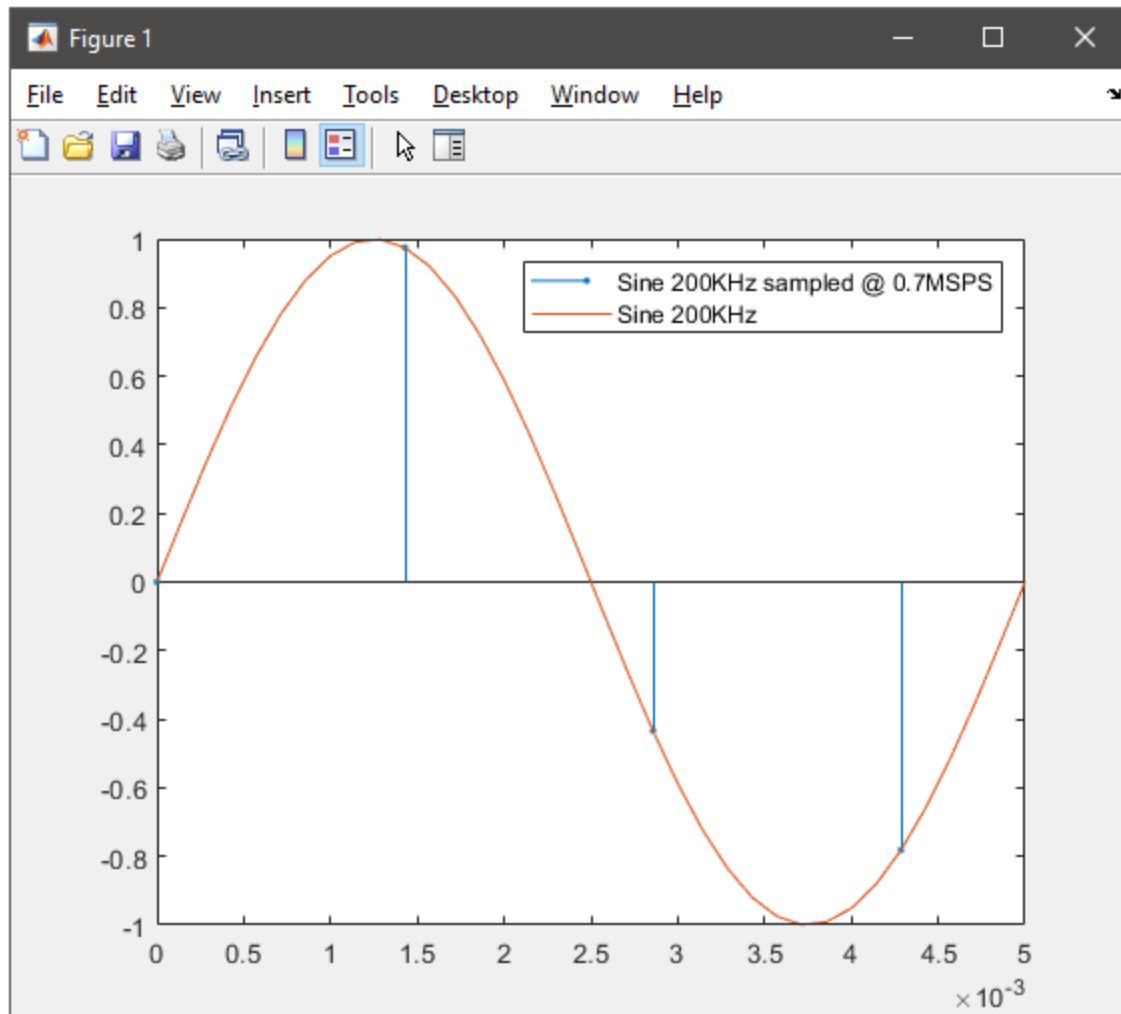 Figure 1
File Edit View Insert Tools Desktop Window Help
Sine 200KHz sampled @ 0.7MSPS
Sine 200KHz
1
0.8
0.6
0.4
0.2
0
-0.2
-0.4
-0.6
-0.8
-1
0 0.5 1 1.5 2 2.5 3 3.5 4 4.5 5
×10⁻³